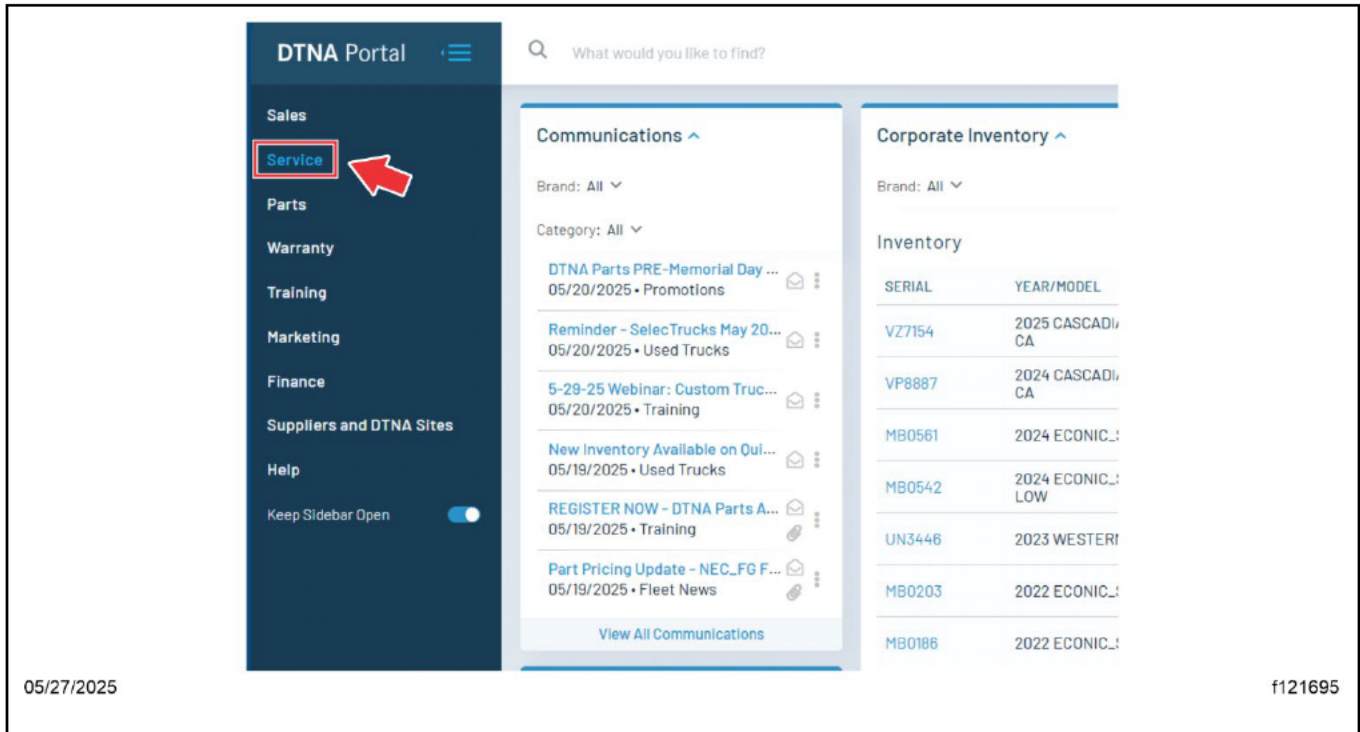 DTNA Portal
What would you like to find?
Sales
Service
Parts
Warranty
Training
Marketing
Finance
Suppliers and DTNA Sites
Help
Keep Sidebar Open
Communications
Brand: All
Category: All
DTNA Parts PRE-Memorial Day ...
05/20/2025 • Promotions
Reminder - SelecTrucks May 20...
05/20/2025 • Used Trucks
5-29-25 Webinar: Custom Truc...
05/20/2025 • Training
New Inventory Available on Qui...
05/19/2025 • Used Trucks
REGISTER NOW - DTNA Parts A...
05/19/2025 • Training
Part Pricing Update - NEC_FG F...
05/19/2025 • Fleet News
View All Communications
Corporate Inventory
Brand: All
Inventory
SERIAL YEAR/MODEL
VZ7154 2025 CASCADI
CA
VP8887 2024 CASCADI
CA
MB0561 2024 ECONIC_
MB0542 2024 ECONIC_
LOW
UN3446 2023 WESTER
MB0203 2022 ECONIC_
MB0186 2022 ECONIC_
05/27/2025
f121695